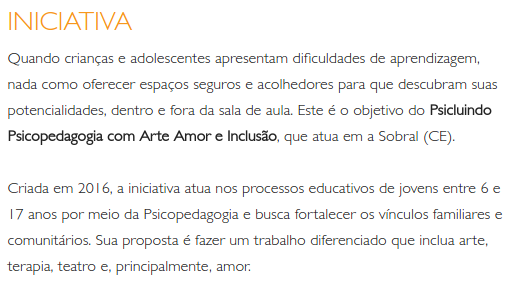 INICIATIVA
Quando crianças e adolescentes apresentam dificuldades de aprendizagem,
nada como oferecer espaços seguros e acolhedores para que descubram suas
potencialidades, dentro e fora da sala de aula. Este é o objetivo do Psicluindo
Psicopedagogia com Arte Amor e Inclusão, que atua em a Sobral (CE).
Criada em 2016, a iniciativa atua nos processos educativos de jovens entre 6 e
17 anos por meio da Psicopedagogia e busca fortalecer os vínculos familiares e
comunitários. Sua proposta é fazer um trabalho diferenciado que inclua arte,
terapia, teatro e, principalmente, amor.